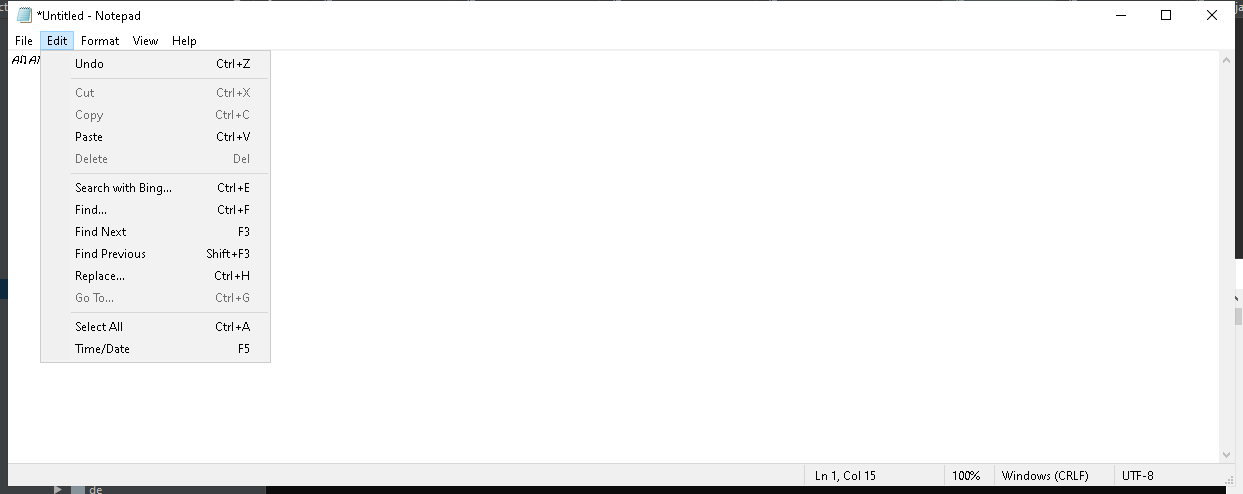 *Untitled - Notepad
File Edit Format View Help
Undo Ctrl+Z
Cut Ctrl+X
Copy Ctrl+C
Paste Ctrl+V
Delete Del
Search with Bing... Ctrl+E
Find... Ctrl+F
Find Next F3
Find Previous Shift+F3
Replace... Ctrl+H
Go To... Ctrl+G
Select All Ctrl+A
Time/Date F5
Ln 1, Col 15 100% Windows (CRLF) UTF-8
de